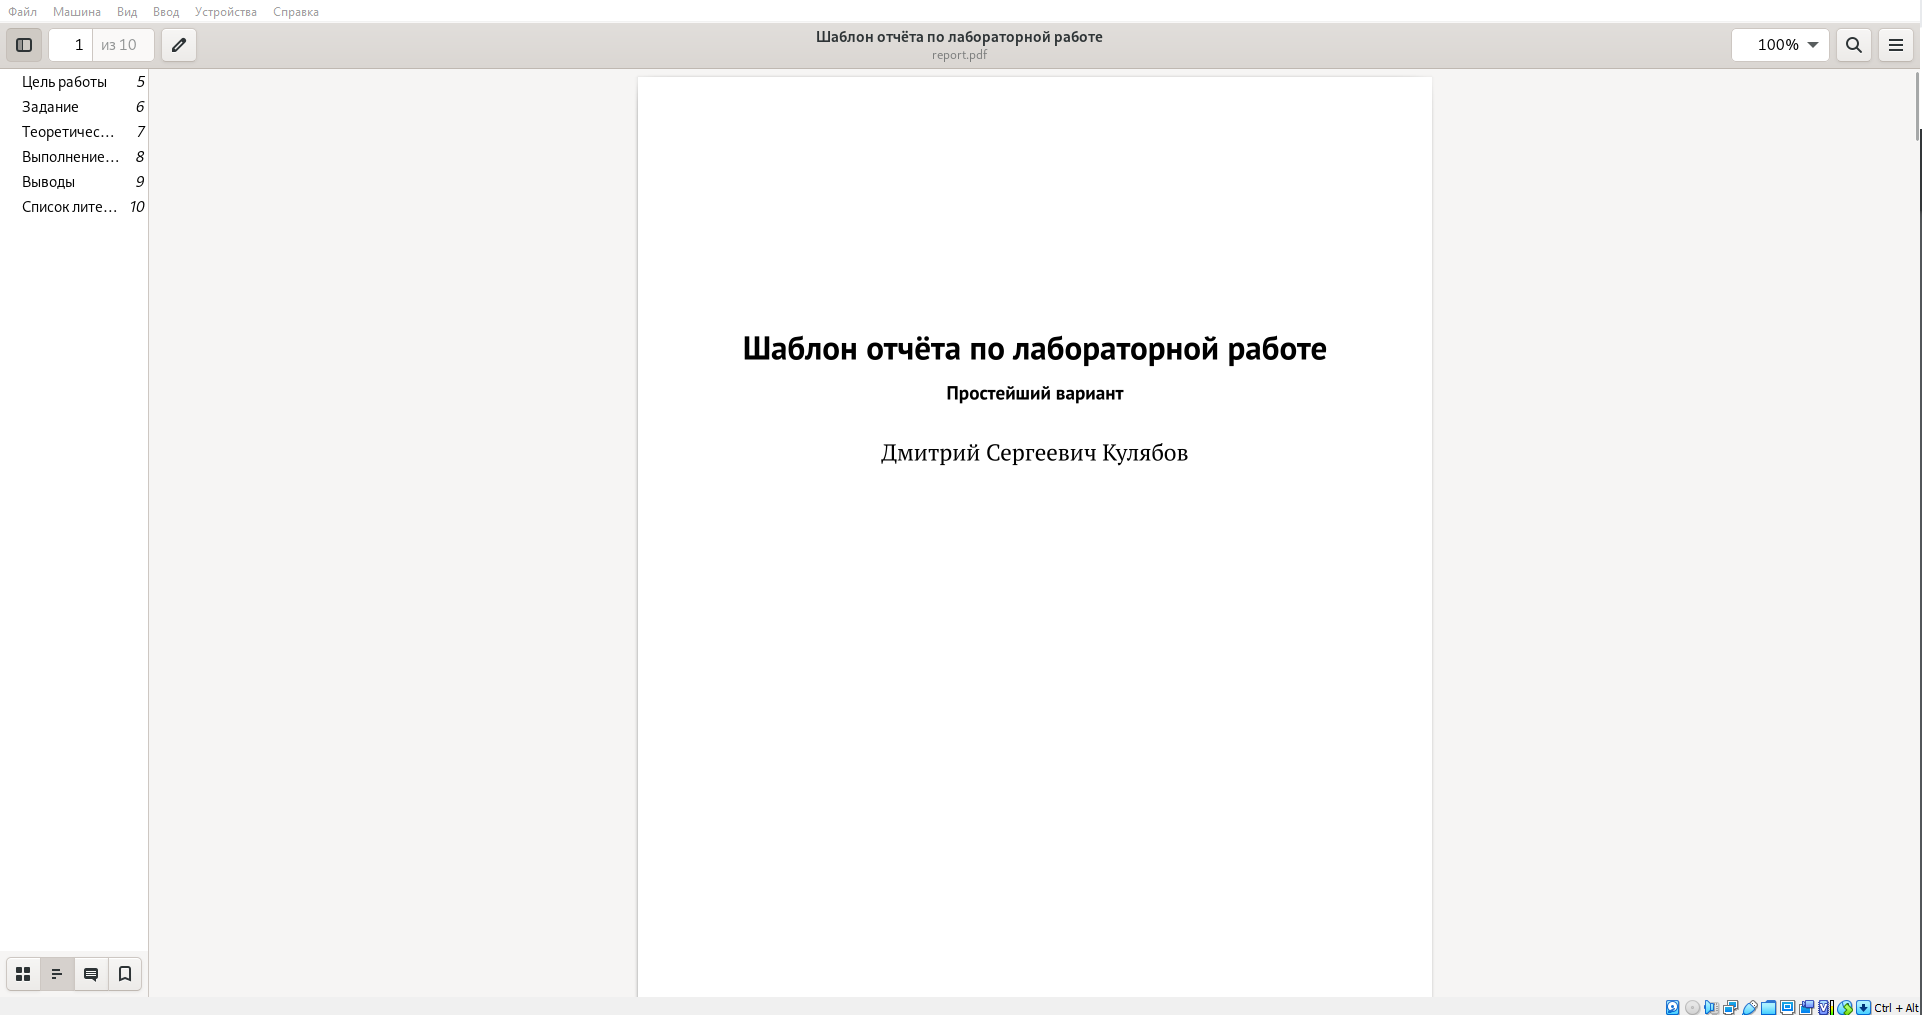 Файл Машина Вид Ввод Устройства Справка
1 из 10
Шаблон отчёта по лабораторной работе
report.pdf
100%
Цель работы 5
Задание 6
Теоретичес… 7
Выполнение… 8
Выводы 9
Список лите… 10
Шаблон отчёта по лабораторной работе
Простейший вариант
Дмитрий Сергеевич Кулябов
Ctrl + Alt